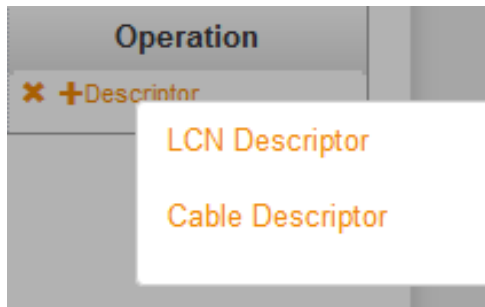 Operation
✖ +Descriptor
LCN Descriptor
Cable Descriptor